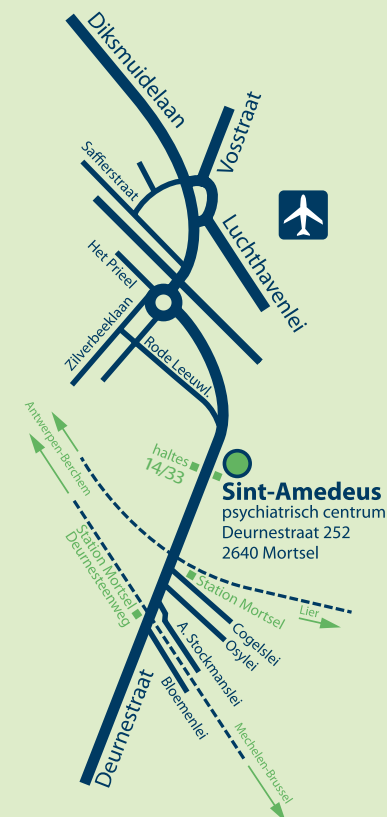 Diksmuidelaan
Vosstraat
Saffierstraat
Luchthavenlei
Het Prieel
Zilverbeeklaan
Rode Leeuwl.
Antwerpen-Berchem
haltes
14/33
Sint-Amedeus
psychiatrisch centrum
Deurnestraat 252
2640 Mortsel
Station Mortsel
Deurnesteenweg
Station Mortsel
Lier
Cogelslei
Osylei
A. Stockmanslei
Bloemenlei
Deurnestraat
Mechelen-Brussel